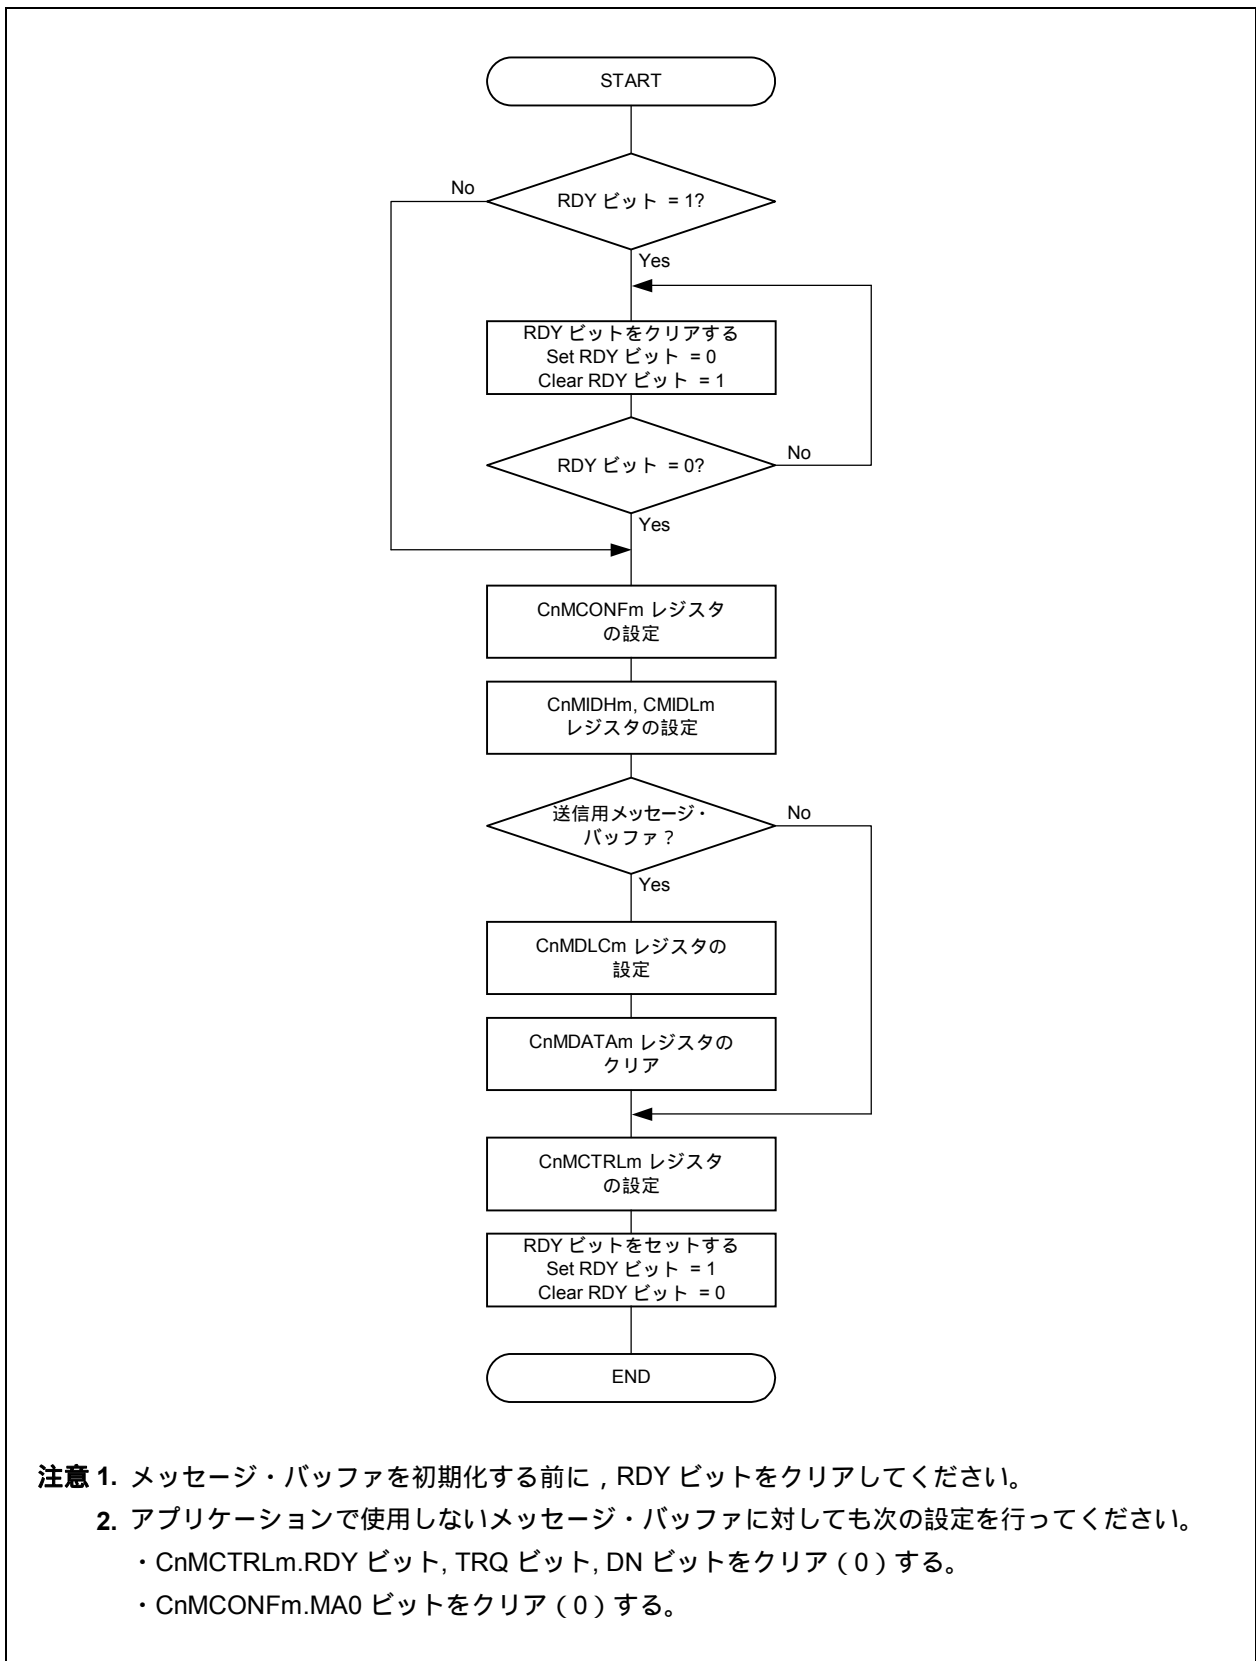 START
No
RDY ビット = 1?
Yes
RDY ビットをクリアする
Set RDY ビット = 0
Clear RDY ビット = 1
RDY ビット = 0?
No
Yes
CnMCONFm レジスタ
の設定
CnMIDHm, CMIDLm
レジスタの設定
送信用メッセージ・
バッファ？
No
Yes
CnMDLCm レジスタの
設定
CnMDATAm レジスタの
クリア
CnMCTRLm レジスタ
の設定
RDY ビットをセットする
Set RDY ビット = 1
Clear RDY ビット = 0
END
注意 1. メッセージ・バッファを初期化する前に，RDY ビットをクリアしてください。
2. アプリケーションで使用しないメッセージ・バッファに対しても次の設定を行ってください。
・CnMCTRLm.RDY ビット, TRQ ビット, DN ビットをクリア（0）する。
・CnMCONFm.MA0 ビットをクリア（0）する。